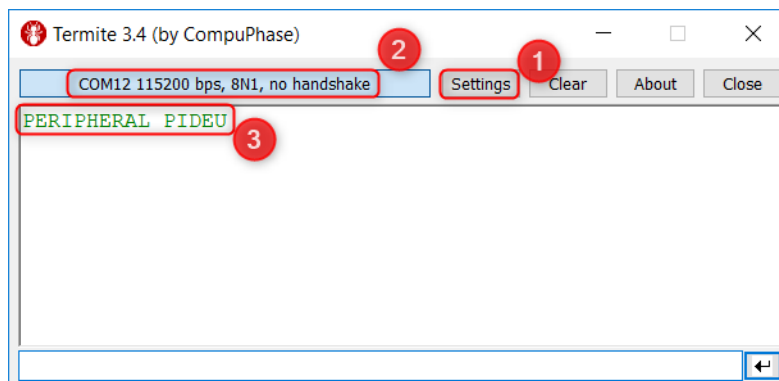 Termite 3.4 (by CompuPhase)
2
1
COM12 115200 bps, 8N1, no handshake Settings Clear About Close
PERIPHERAL PIDEU
3